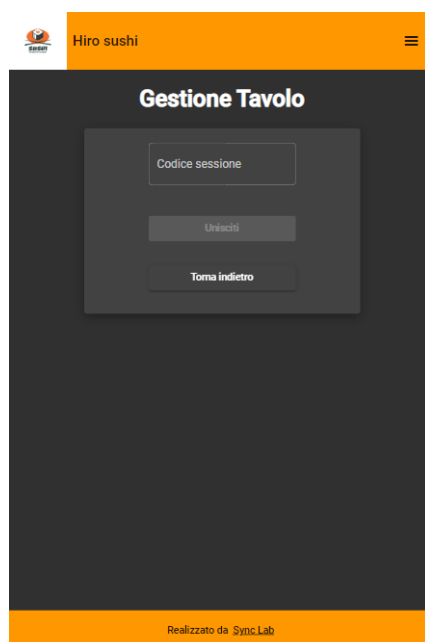 Hiro sushi
Gestione Tavolo
Codice sessione
Unisciti
Torna indietro
Realizzato da Sync Lab